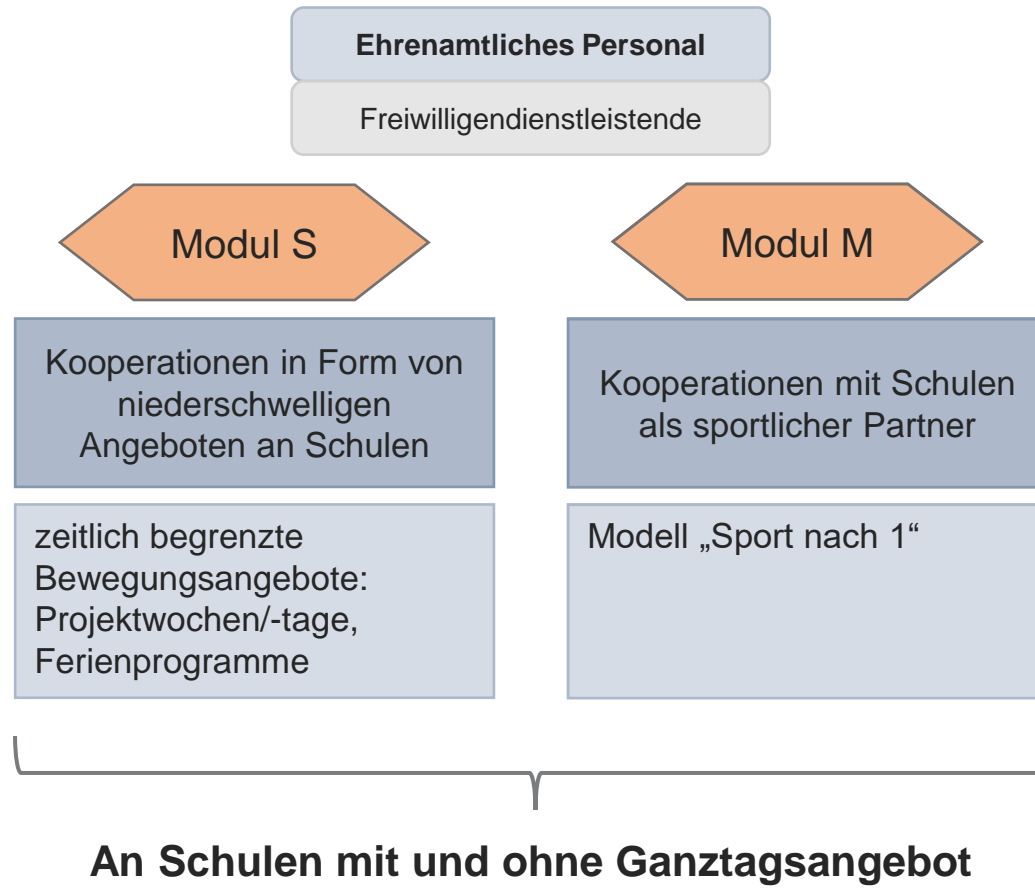 Ehrenamtliches Personal
Freiwilligendienstleistende
Modul S
Kooperationen in Form von
niederschwelligen
Angeboten an Schulen
zeitlich begrenzte
Bewegungsangebote:
Projektwochen/-tage,
Ferienprogramme
Modul M
Kooperationen mit Schulen
als sportlicher Partner
Modell „Sport nach 1“
An Schulen mit und ohne Ganztagsangebot